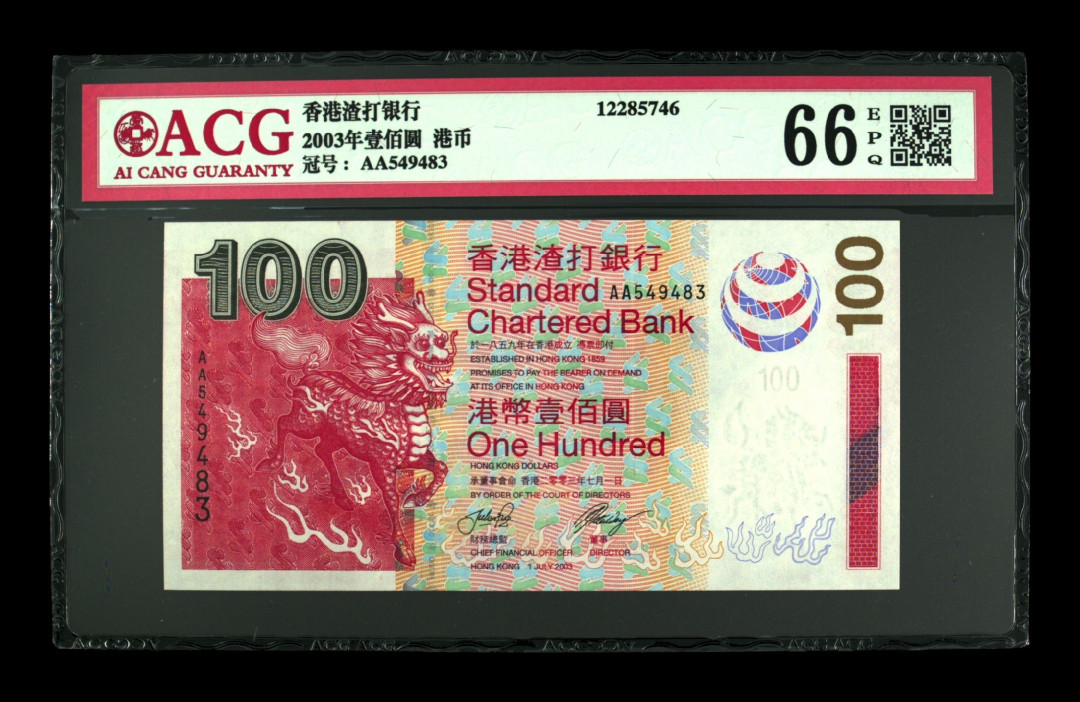 ACG
AI CANG GUARANTY
香港渣打银行
2003年壹佰圆 港币
冠号: AA549483
12285746
66
EPQ
100
AA549483
香港渣打銀行
Standard AA549483
Chartered Bank
於一八五九年在香港成立 憑票即付
ESTABLISHED IN HONG KONG 1859
PROMISES TO PAY THE BEARER ON DEMAND
AT ITS OFFICE IN HONG KONG
港幣壹佰圓
One Hundred
HONG KONG DOLLARS
承董事會命 香港二零零三年七月一日
BY ORDER OF THE COURT OF DIRECTORS
財務總監 董事
CHIEF FINANCIAL OFFICER DIRECTOR
HONG KONG 1 JULY 2003
100
100